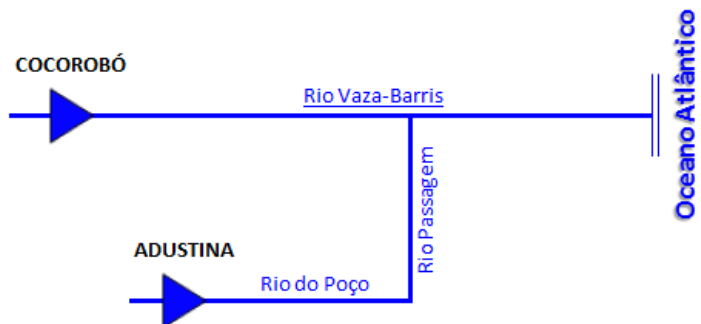 COCOROBÓ
Rio Vaza-Barris
Oceano Atlântico
Rio Passagem
ADUSTINA
Rio do Poço